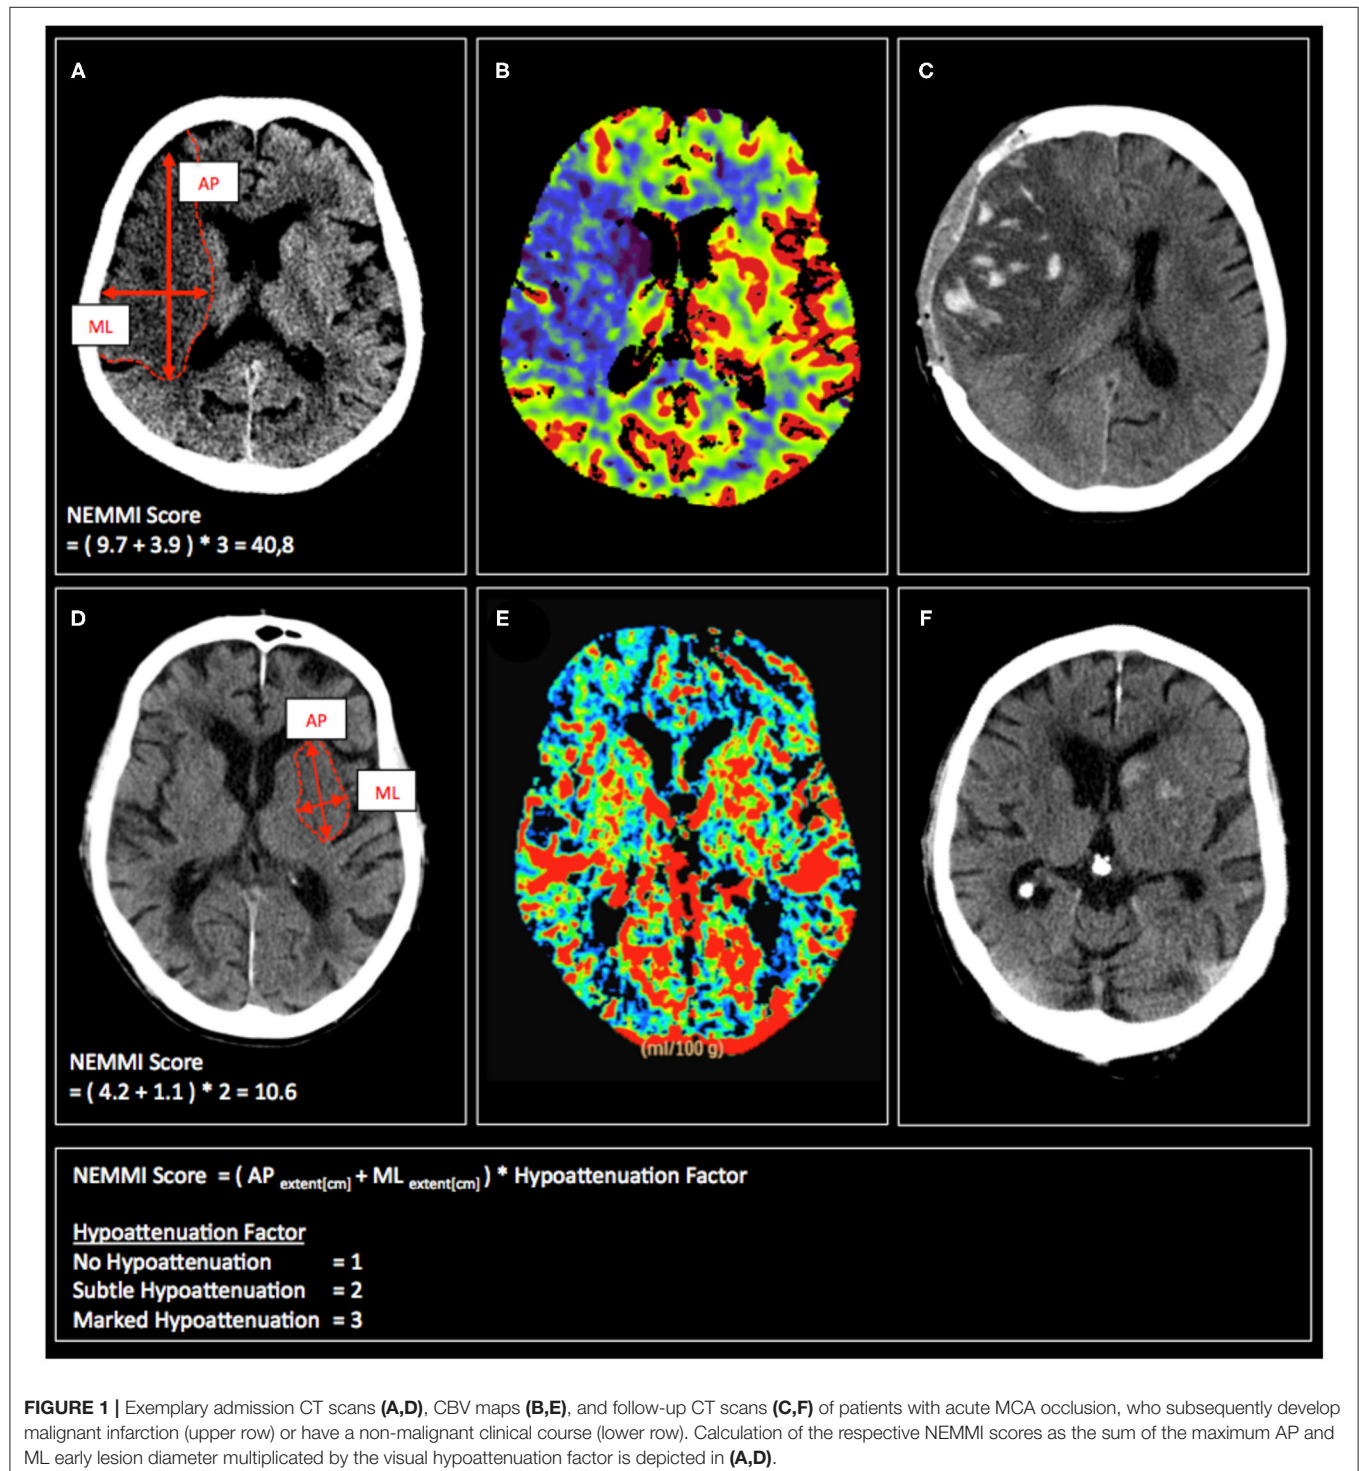 A
B
C
AP
ML
NEMMI Score
= ( 9.7 + 3.9 ) * 3 = 40,8
D
E
F
AP
ML
(ml/100 g)
NEMMI Score
= ( 4.2 + 1.1 ) * 2 = 10.6
NEMMI Score = ( AP extent[cm] + ML extent[cm] ) * Hypoattenuation Factor
Hypoattenuation Factor
No Hypoattenuation = 1
Subtle Hypoattenuation = 2
Marked Hypoattenuation = 3
FIGURE 1 | Exemplary admission CT scans (A,D), CBV maps (B,E), and follow-up CT scans (C,F) of patients with acute MCA occlusion, who subsequently develop
malignant infarction (upper row) or have a non-malignant clinical course (lower row). Calculation of the respective NEMMI scores as the sum of the maximum AP and
ML early lesion diameter multiplicated by the visual hypoattenuation factor is depicted in (A,D).